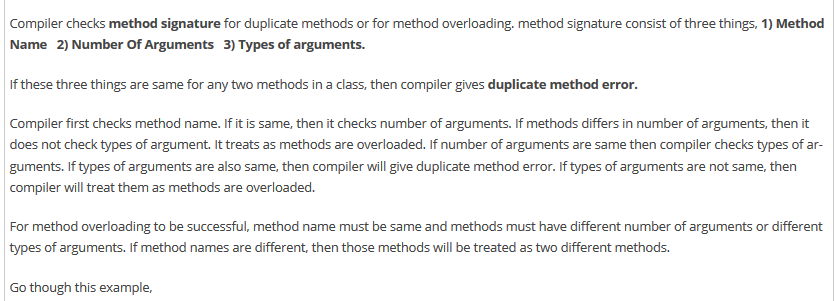 Compiler checks method signature for duplicate methods or for method overloading. method signature consist of three things, 1) Method
Name 2) Number Of Arguments 3) Types of arguments.
If these three things are same for any two methods in a class, then compiler gives duplicate method error.
Compiler first checks method name. If it is same, then it checks number of arguments. If methods differs in number of arguments, then it
does not check types of argument. It treats as methods are overloaded. If number of arguments are same then compiler checks types of ar-
guments. If types of arguments are also same, then compiler will give duplicate method error. If types of arguments are not same, then
compiler will treat them as methods are overloaded.
For method overloading to be successful, method name must be same and methods must have different number of arguments or different
types of arguments. If method names are different, then those methods will be treated as two different methods.
Go though this example,